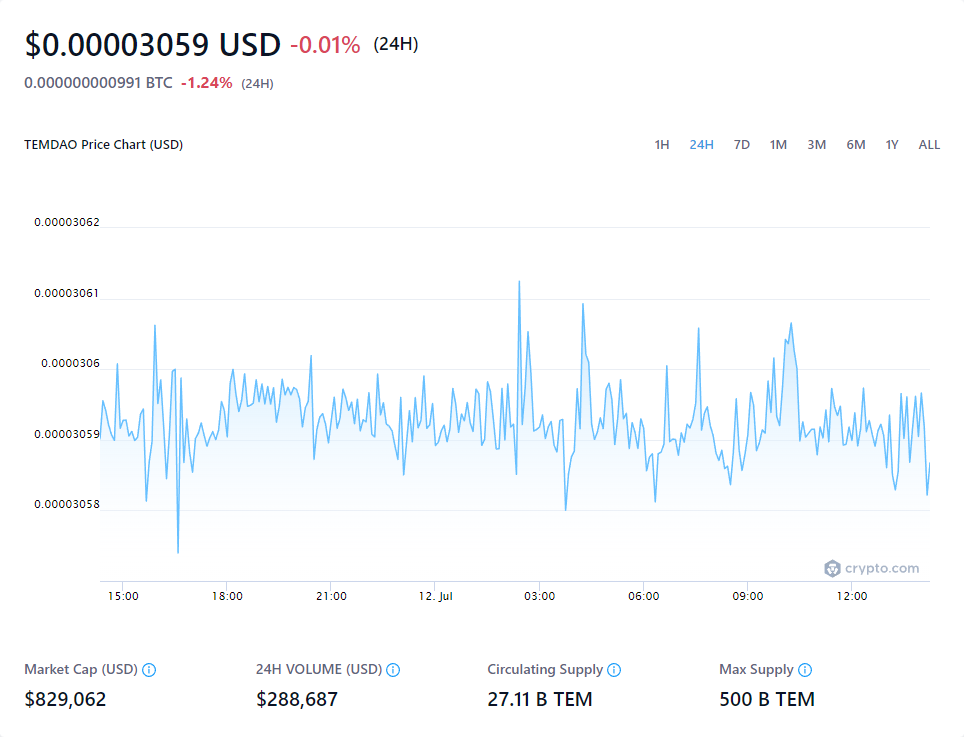 $0.00003059 USD -0.01% (24H)
0.000000000991 BTC -1.24% (24H)
TEMDAO Price Chart (USD) 1H 24H 7D 1M 3M 6M 1Y ALL
0.00003062
0.00003061
0.0000306
0.00003059
0.00003058
crypto.com
15:00 18:00 21:00 12. Jul 03:00 06:00 09:00 12:00
Market Cap (USD) 24H VOLUME (USD) Circulating Supply Max Supply
$829,062 $288,687 27.11 B TEM 500 B TEM